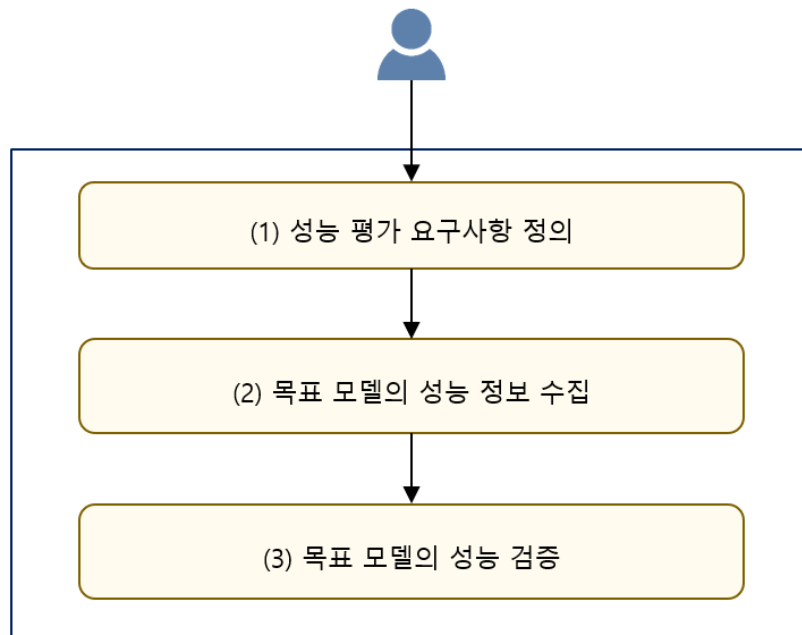 (1) 성능 평가 요구사항 정의
(2) 목표 모델의 성능 정보 수집
(3) 목표 모델의 성능 검증